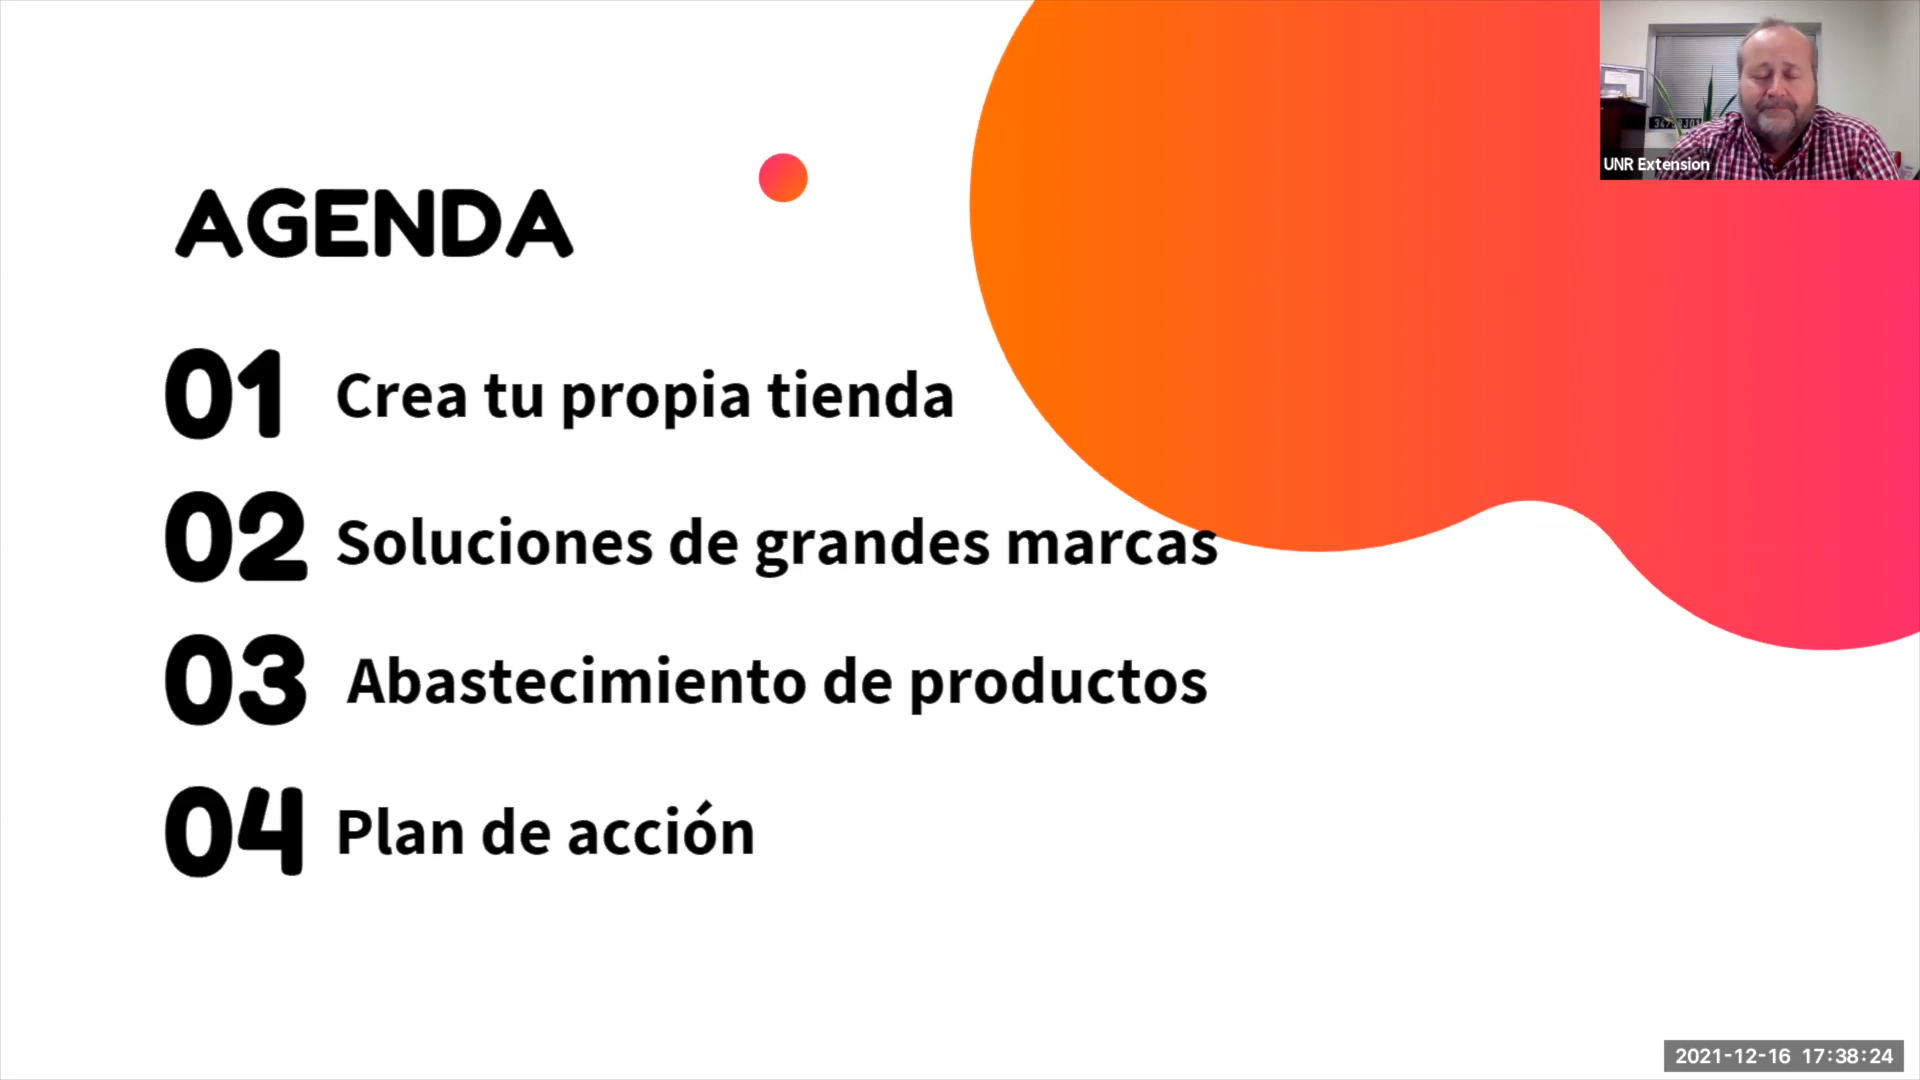 UNR Extension
AGENDA
01 Crea tu propia tienda
02 Soluciones de grandes marcas
03 Abastecimiento de productos
04 Plan de acción
2021-12-16 17:38:24